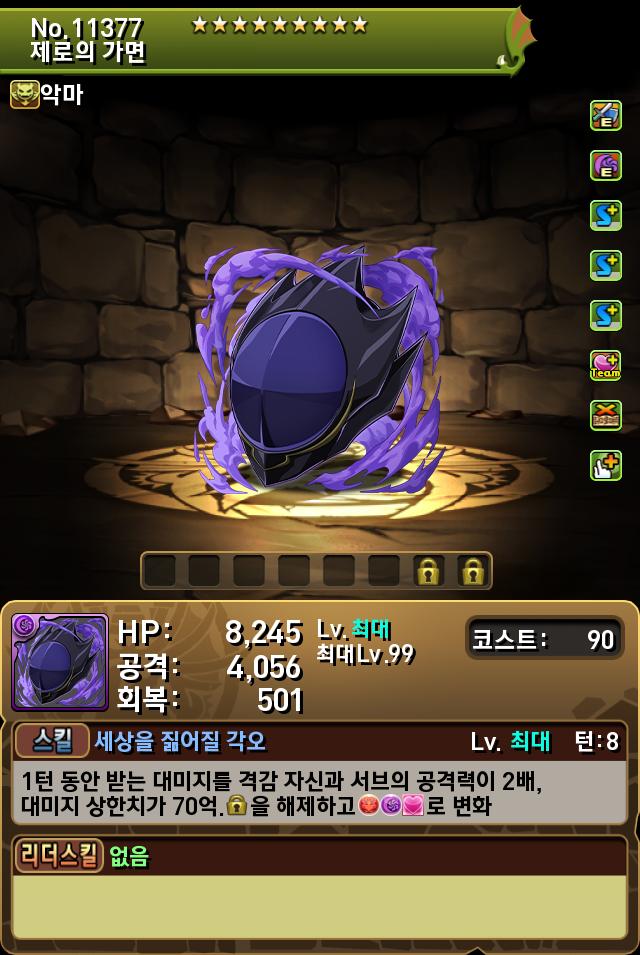 No.11377
★★★★★★★★★
제로의 가면
악마
E
E
S+
S+
S+
Team
HP: 8,245 Lv.최대 코스트: 90
공격: 4,056 최대Lv.99
회복: 501
스킬 세상을 짊어질 각오 Lv. 최대 턴:8
1턴 동안 받는 대미지를 격감 자신과 서브의 공격력이 2배,
대미지 상한치가 70억.을 해제하고로 변화
리더스킬 없음